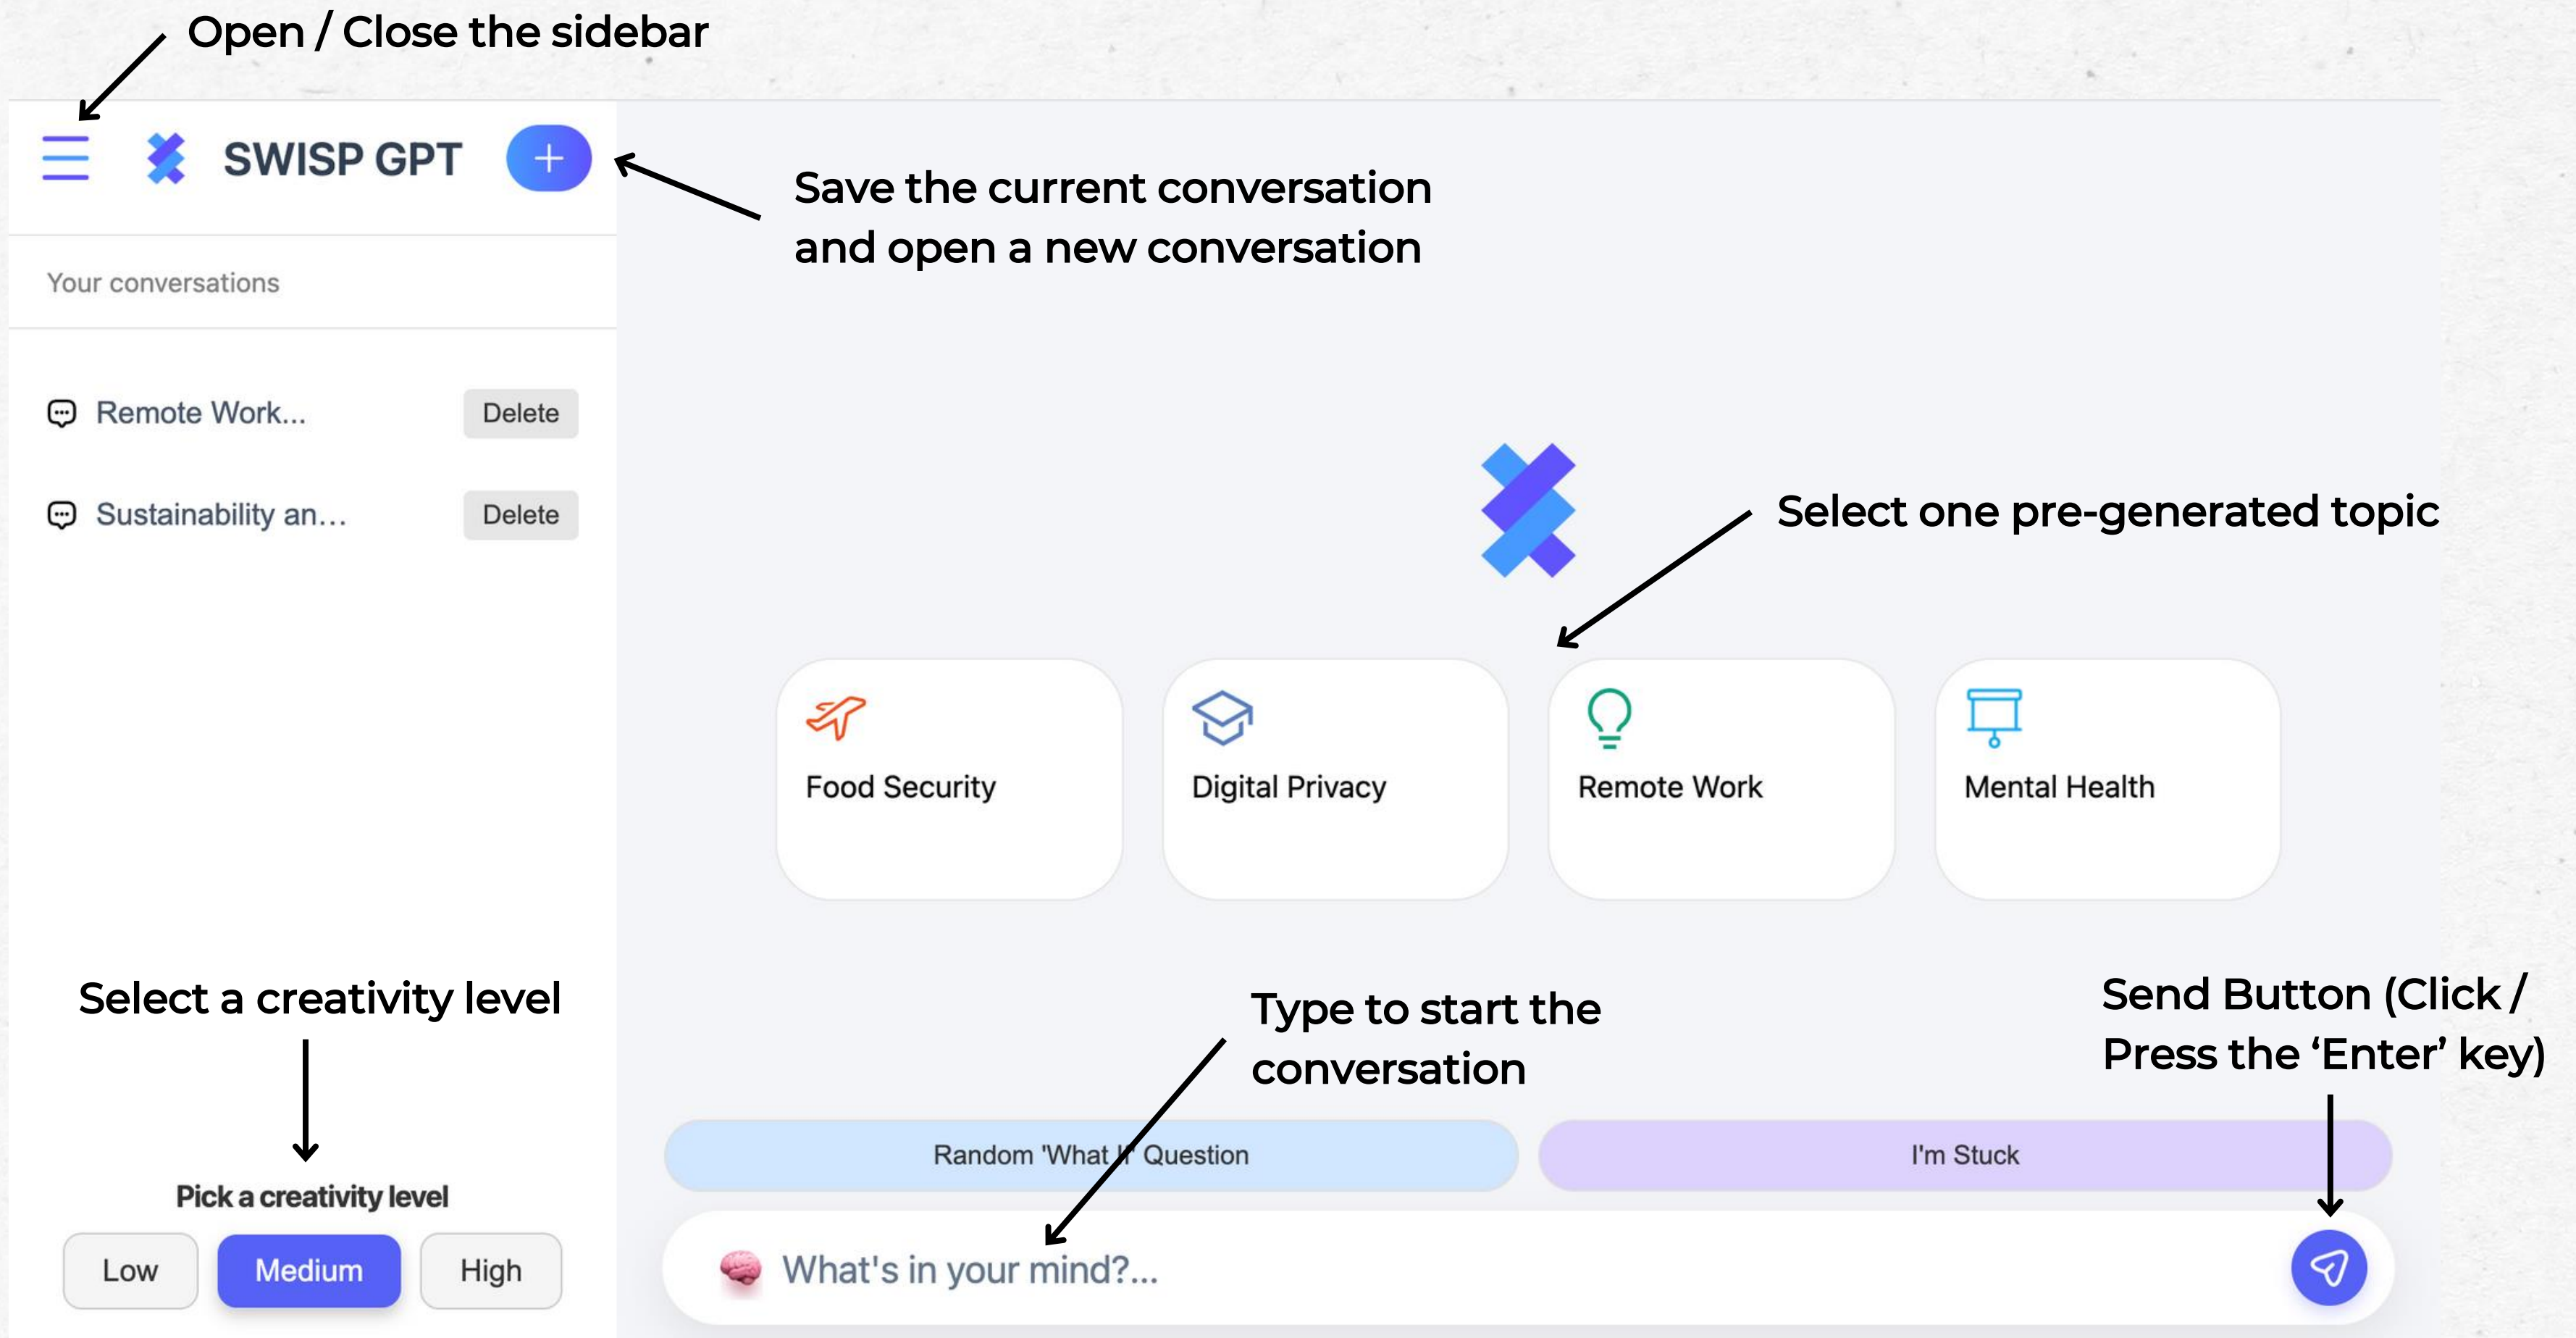 Open / Close the sidebar
SWISP GPT
Save the current conversation
and open a new conversation
Your conversations
Remote Work...
Delete
Sustainability an...
Delete
Select one pre-generated topic
Food Security
Digital Privacy
Remote Work
Mental Health
Select a creativity level
Type to start the
conversation
Send Button (Click /
Press the ‘Enter’ key)
Random 'What If' Question
I'm Stuck
Pick a creativity level
Low
Medium
High
What's in your mind?...